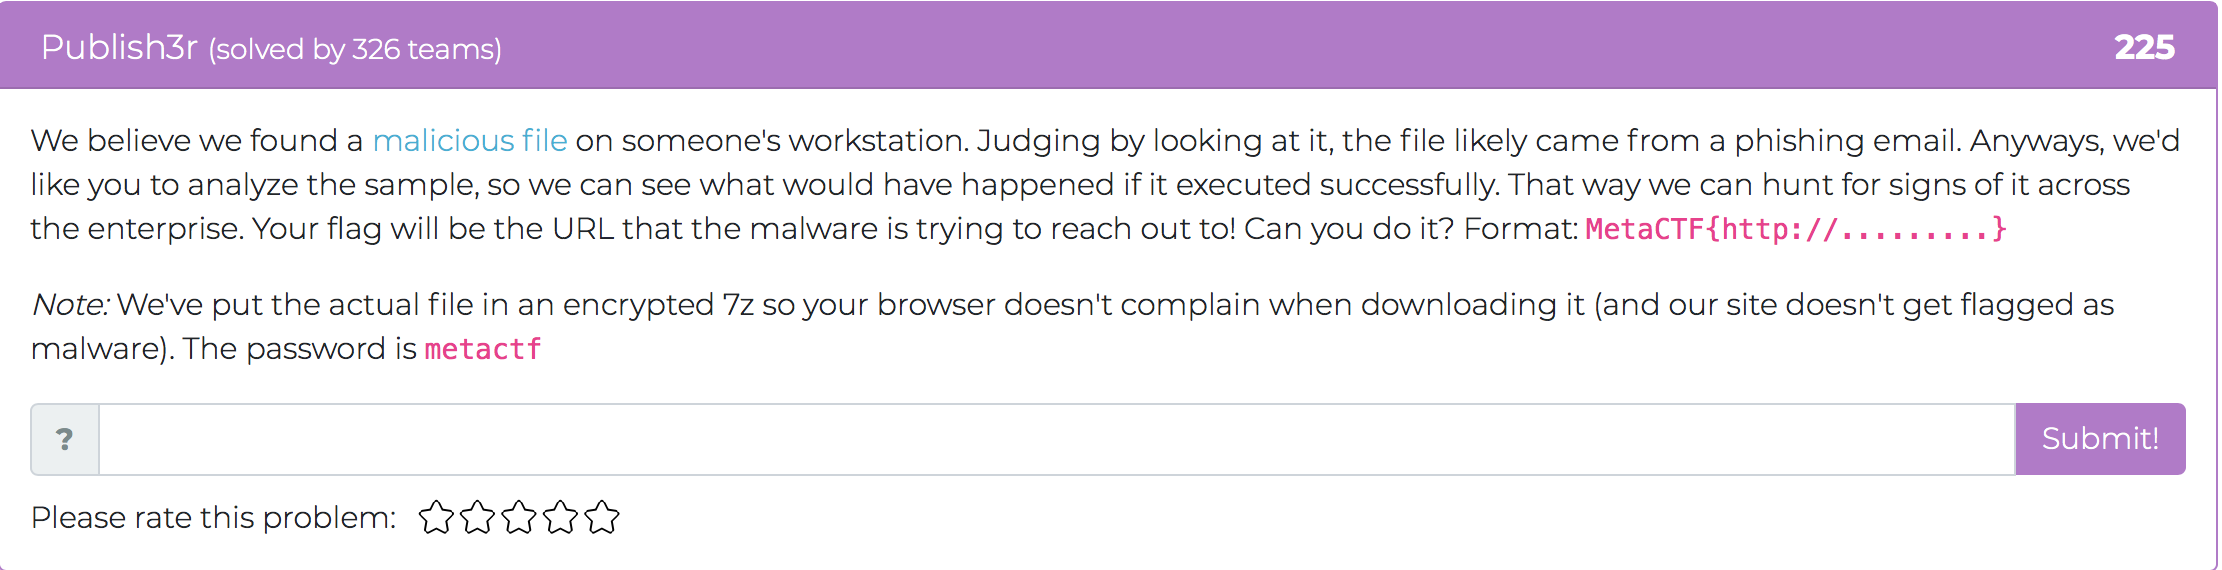 Publish3r (solved by 326 teams) 225
We believe we found a malicious file on someone's workstation. Judging by looking at it, the file likely came from a phishing email. Anyways, we'd
like you to analyze the sample, so we can see what would have happened if it executed successfully. That way we can hunt for signs of it across
the enterprise. Your flag will be the URL that the malware is trying to reach out to! Can you do it? Format: MetaCTF{http://.........}
Note: We've put the actual file in an encrypted 7z so your browser doesn't complain when downloading it (and our site doesn't get flagged as
malware). The password is metactf
? Submit!
Please rate this problem: